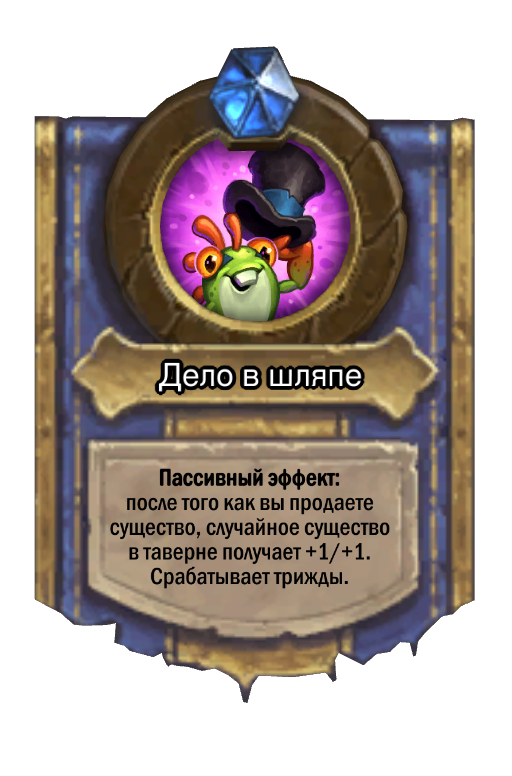 Дело в шляпе
Пассивный эффект:
после того как вы продаете
существо, случайное существо
в таверне получает +1/+1.
Срабатывает трижды.